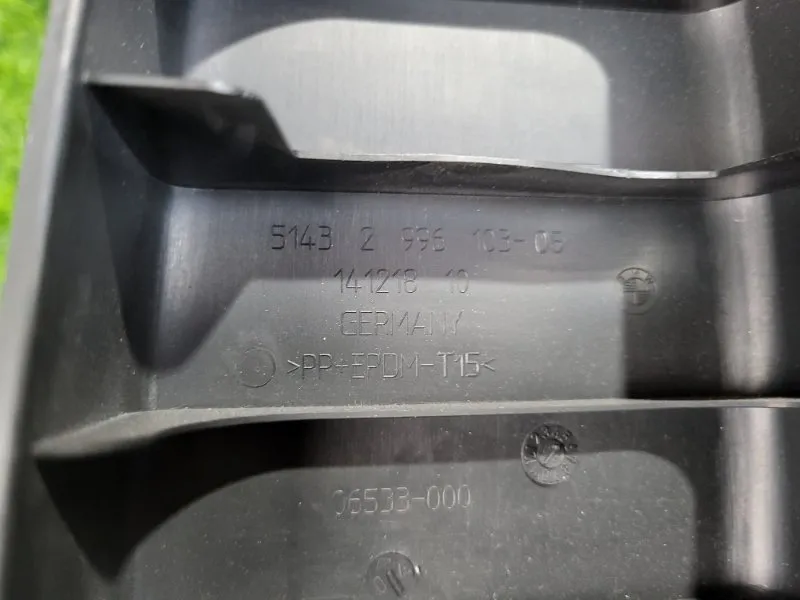 5143 2 996 103-05
141218 10
GERMANY
>PP+EPDM-T15<
06533-000